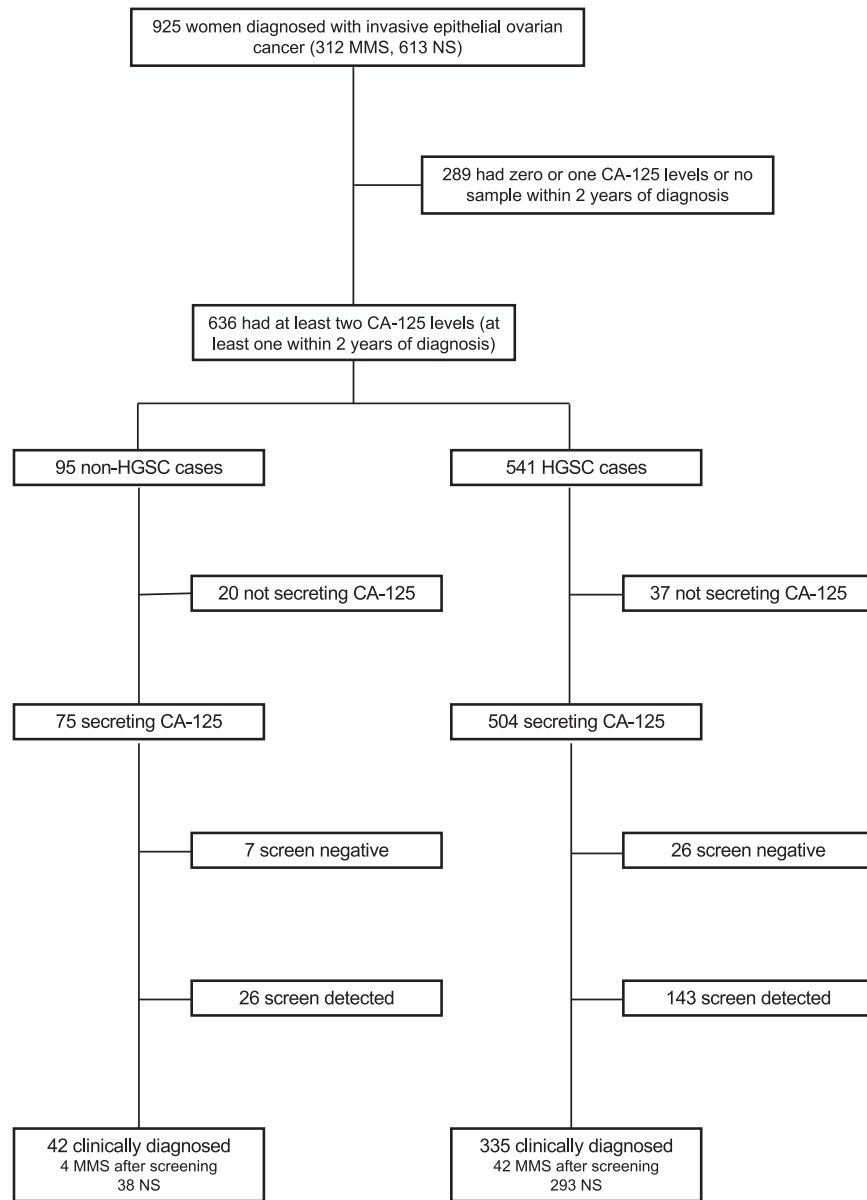 925 women diagnosed with invasive epithelial ovarian
cancer (312 MMS, 613 NS)
289 had zero or one CA-125 levels or no
sample within 2 years of diagnosis
636 had at least two CA-125 levels (at
least one within 2 years of diagnosis)
95 non-HGSC cases
541 HGSC cases
20 not secreting CA-125
37 not secreting CA-125
75 secreting CA-125
504 secreting CA-125
7 screen negative
26 screen negative
26 screen detected
143 screen detected
42 clinically diagnosed
4 MMS after screening
38 NS
335 clinically diagnosed
42 MMS after screening
293 NS